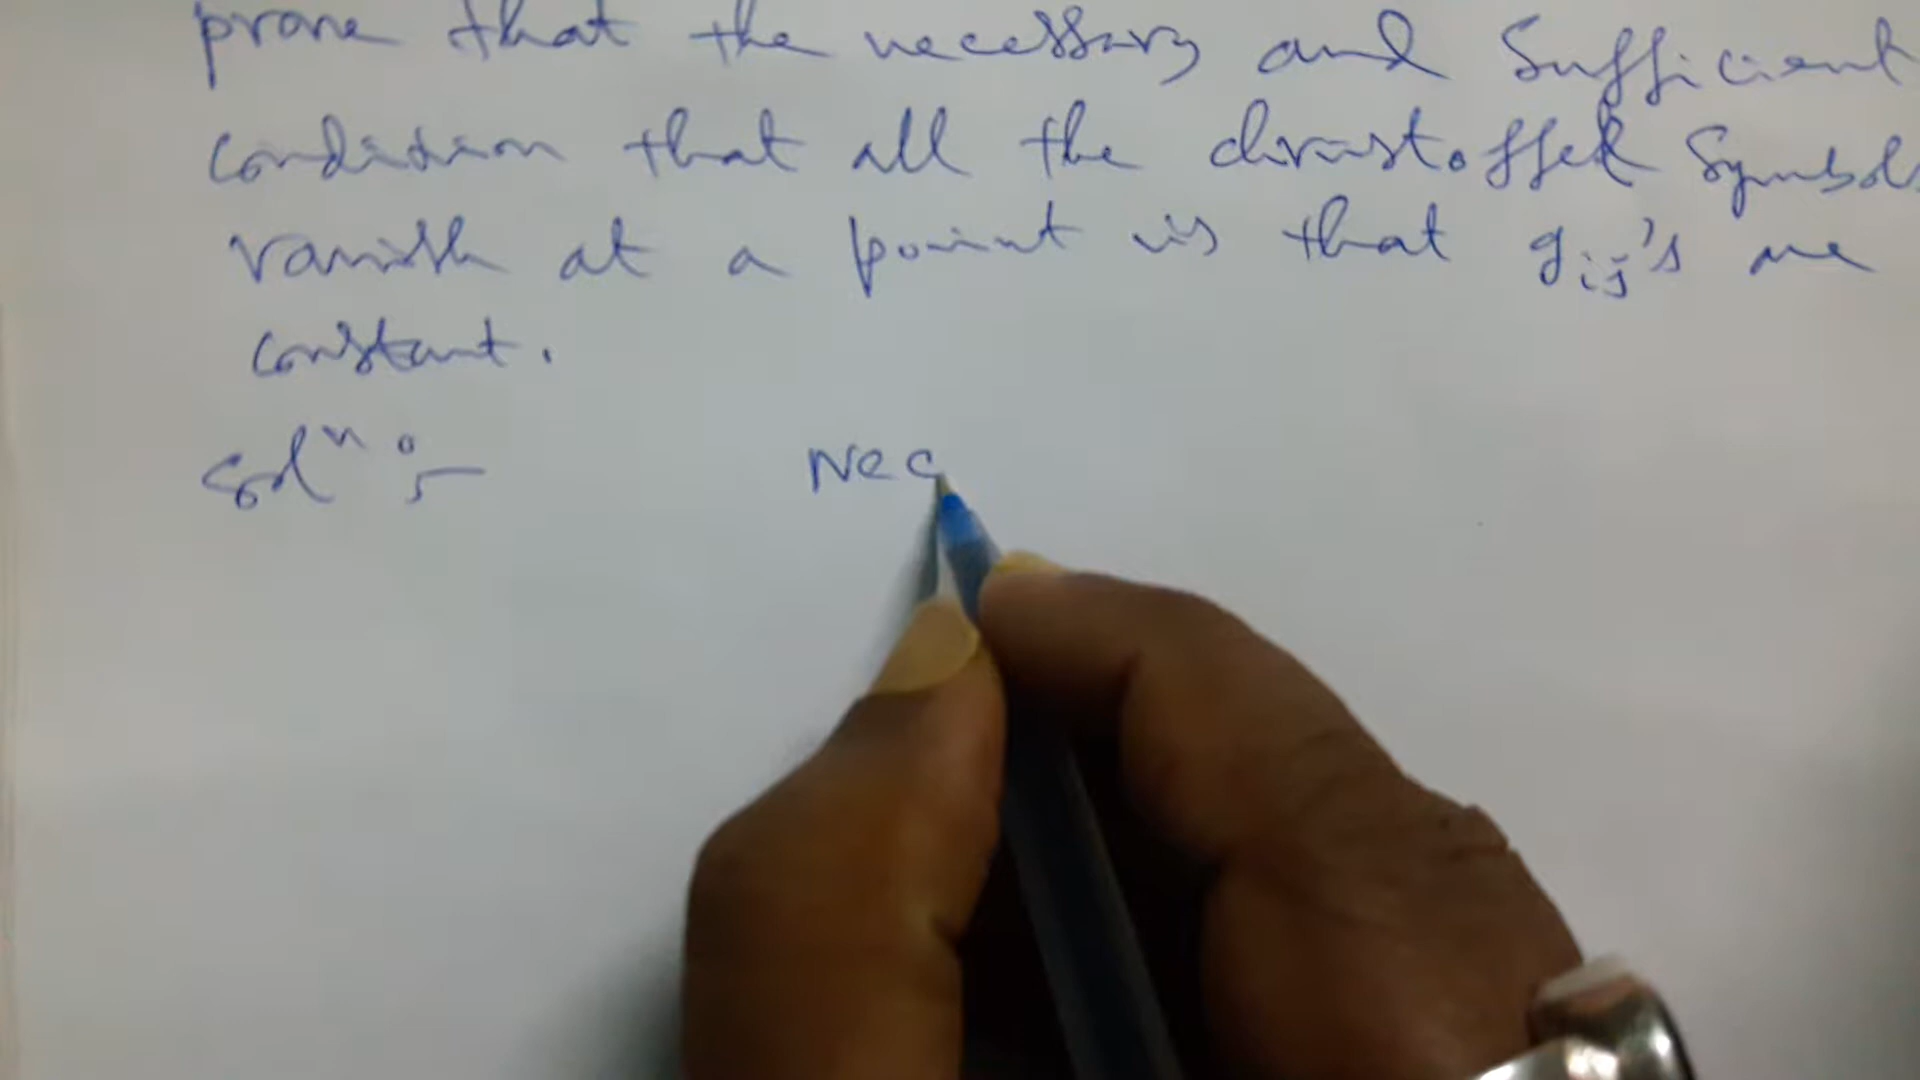 prove that the necessary and Sufficient
condition that all the christoffel Symbols
vanish at a point is that gij's are
constant.
Solⁿ :-
Nec